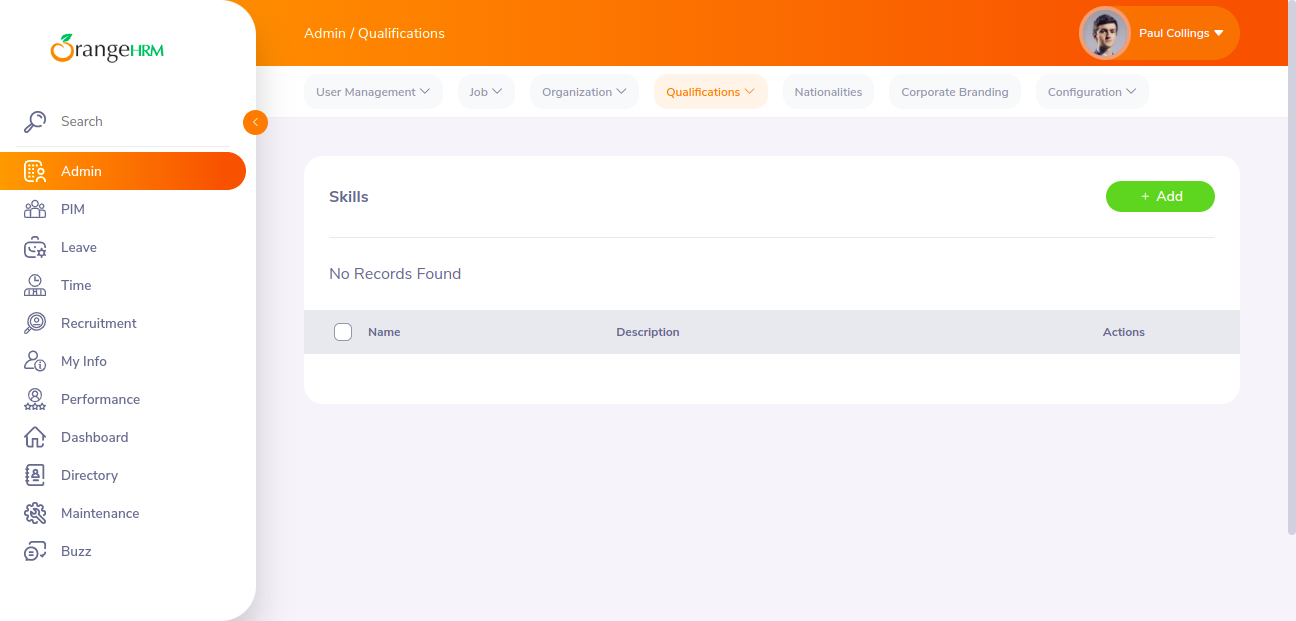 OrangeHRM
Admin / Qualifications
Paul Collings
User Management
Job
Organization
Qualifications
Nationalities
Corporate Branding
Configuration
Search
Admin
PIM
Leave
Time
Recruitment
My Info
Performance
Dashboard
Directory
Maintenance
Buzz
Skills
+ Add
No Records Found
Name
Description
Actions